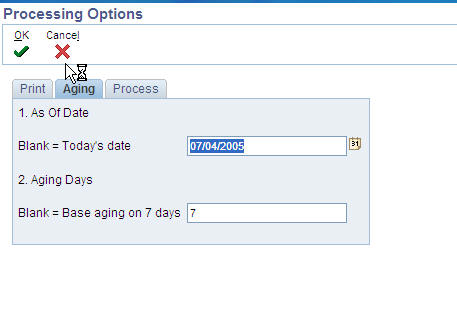 Processing Options
OK Cancel
Print Aging Process
1. As Of Date
Blank = Today's date 07/04/2005 31
2. Aging Days
Blank = Base aging on 7 days 7